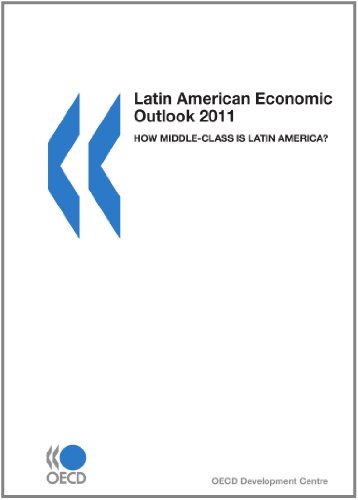 Latin American Economic
Outlook 2011
HOW MIDDLE-CLASS IS LATIN AMERICA?
OECD
OECD Development Centre